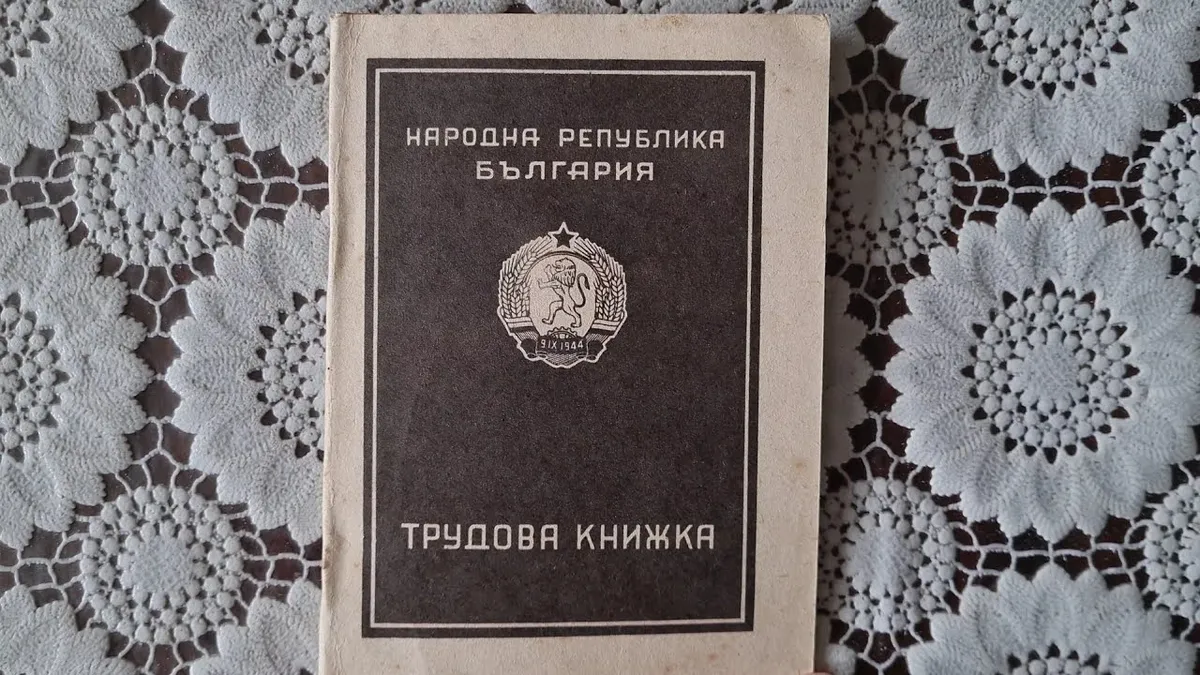 НАРОДНА РЕПУБЛИКА
БЪЛГАРИЯ
9 IX 1944
ТРУДОВА КНИЖКА